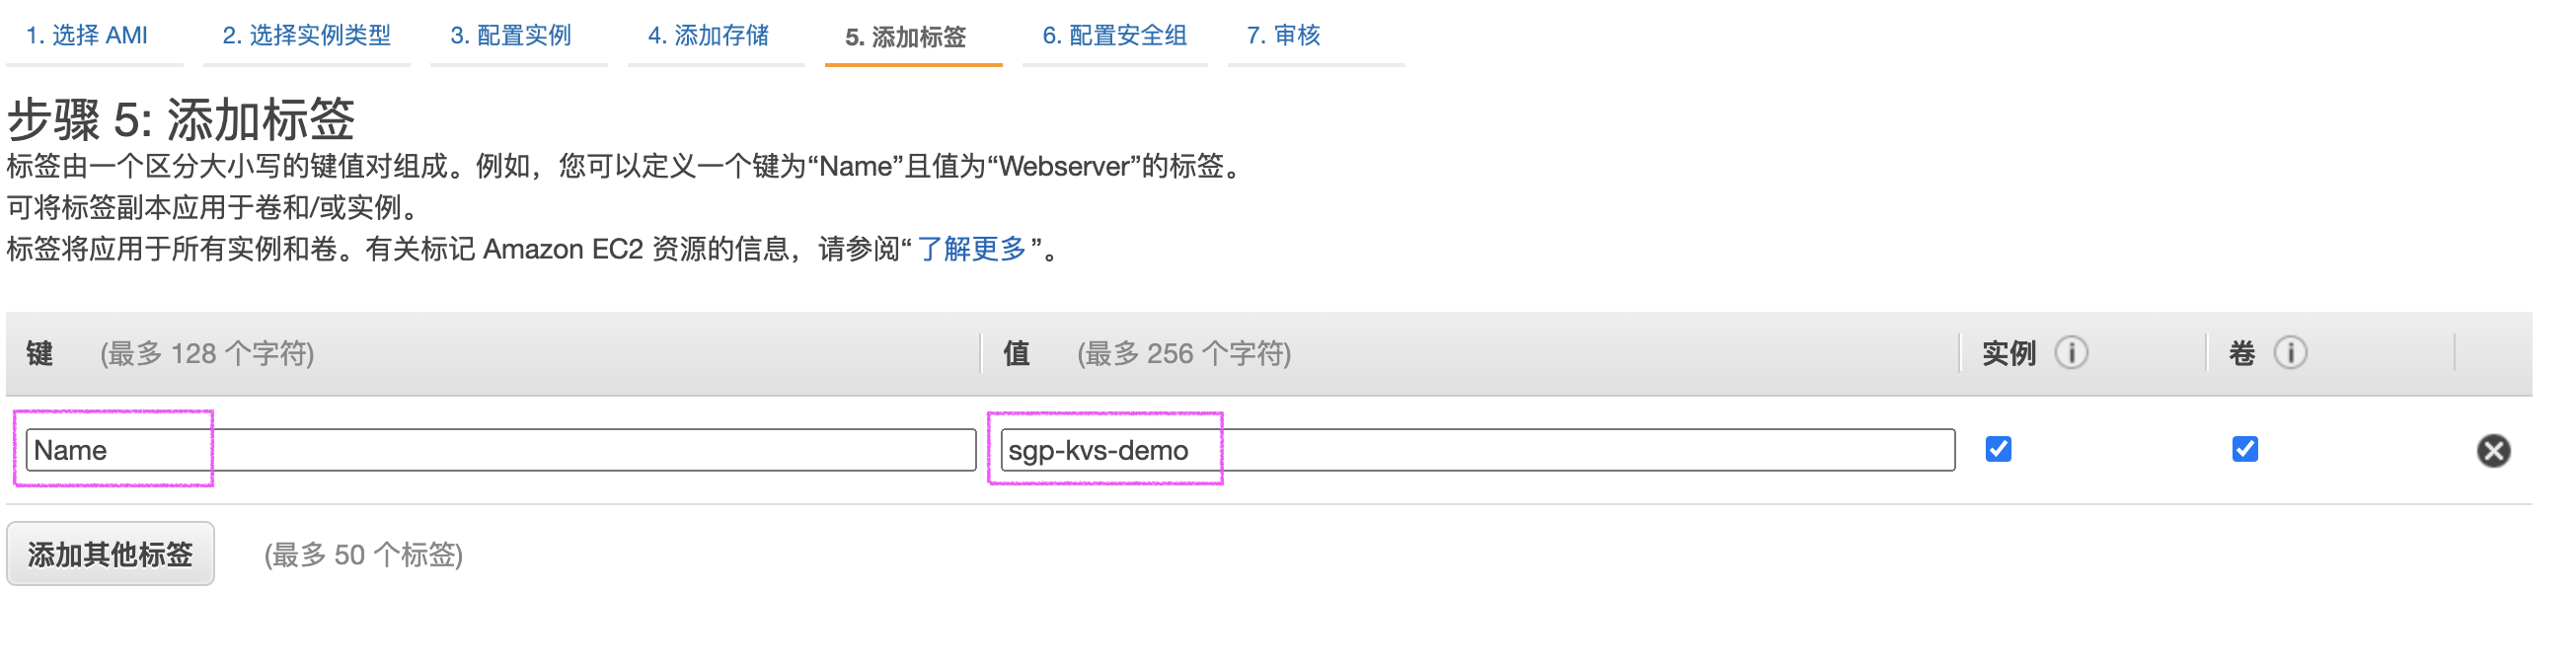 1. 选择 AMI 2. 选择实例类型 3. 配置实例 4. 添加存储 5. 添加标签 6. 配置安全组 7. 审核
步骤 5: 添加标签
标签由一个区分大小写的键值对组成。例如，您可以定义一个键为“Name”且值为“Webserver”的标签。
可将标签副本应用于卷和/或实例。
标签将应用于所有实例和卷。有关标记 Amazon EC2 资源的信息，请参阅“了解更多”。
键 (最多 128 个字符) 值 (最多 256 个字符) 实例 卷
Name sgp-kvs-demo
添加其他标签 (最多 50 个标签)